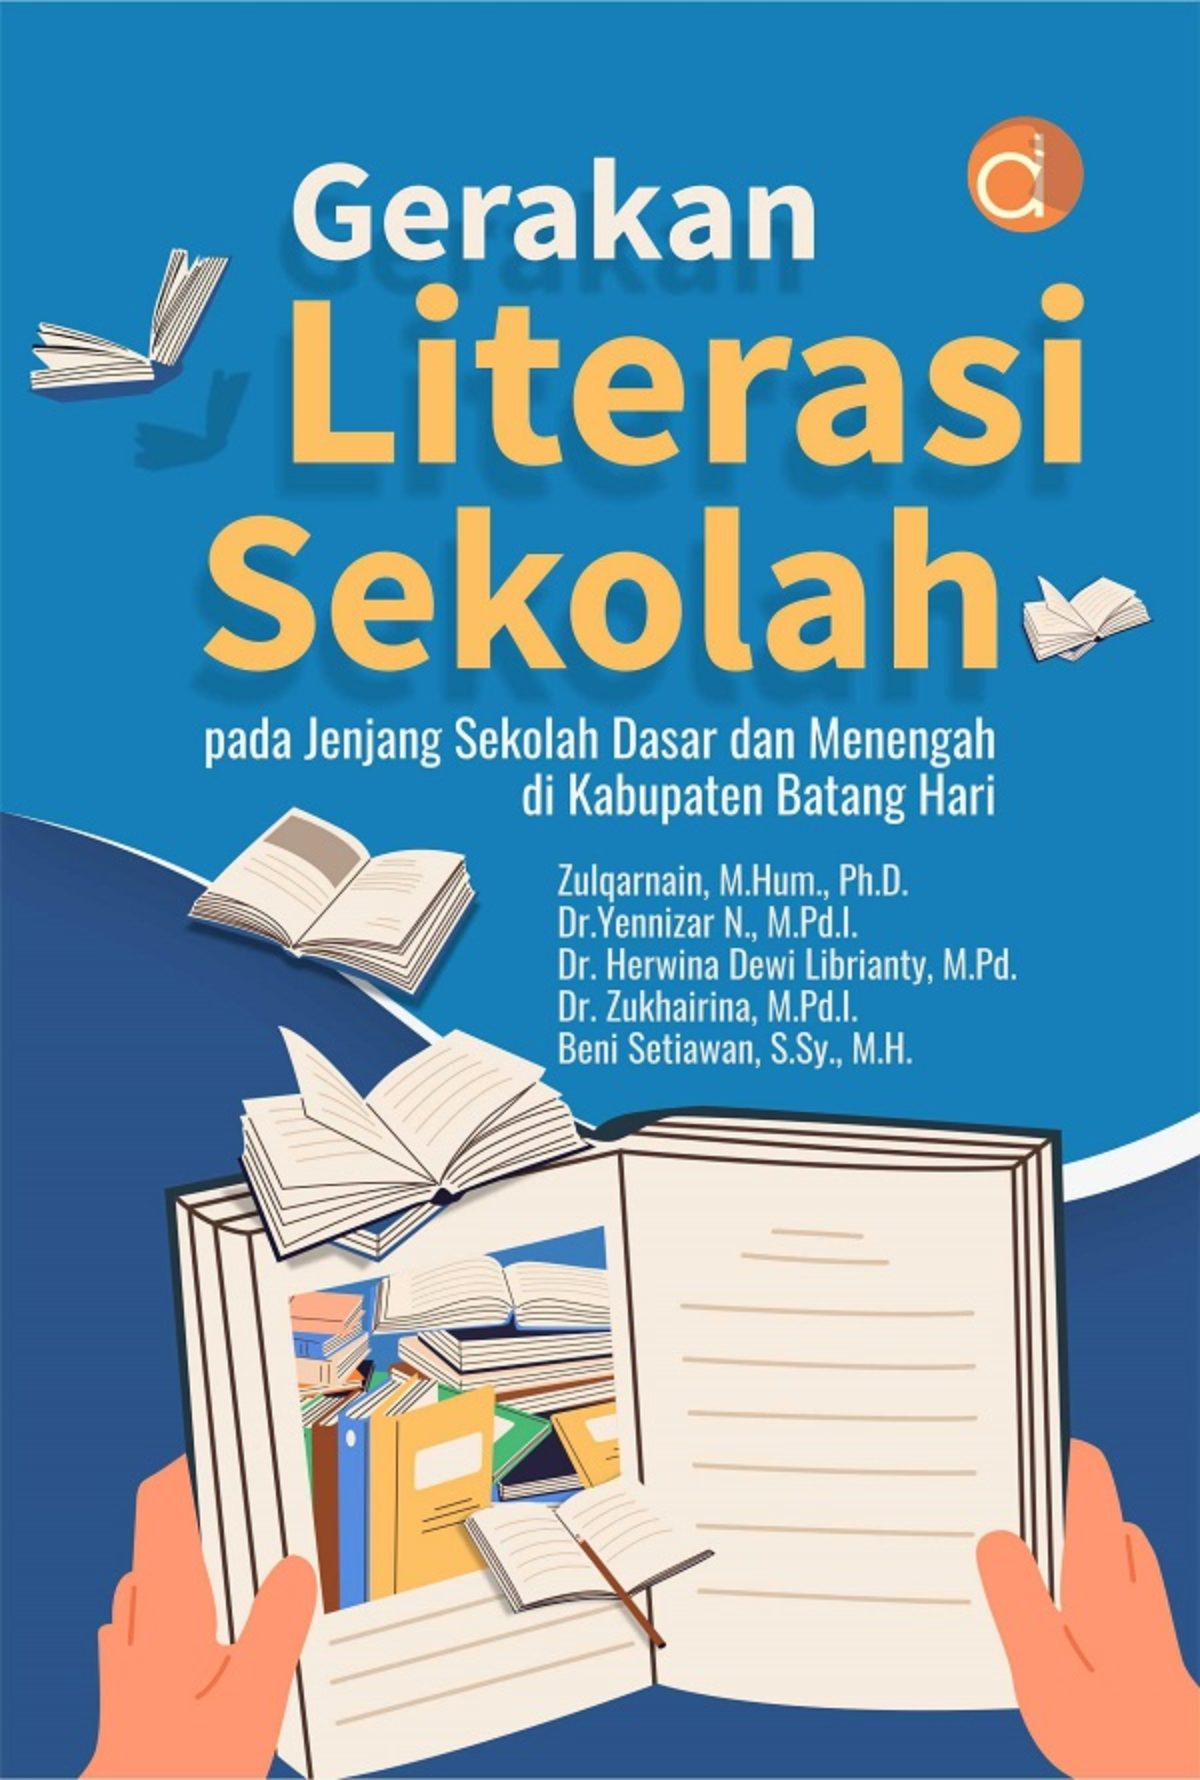 Gerakan
Literasi
Sekolah
pada Jenjang Sekolah Dasar dan Menengah
di Kabupaten Batang Hari
Zulqarnain, M.Hum., Ph.D.
Dr.Yennizar N., M.Pd.I.
Dr. Herwina Dewi Librianty, M.Pd.
Dr. Zukhairina, M.Pd.I.
Beni Setiawan, S.Sy., M.H.